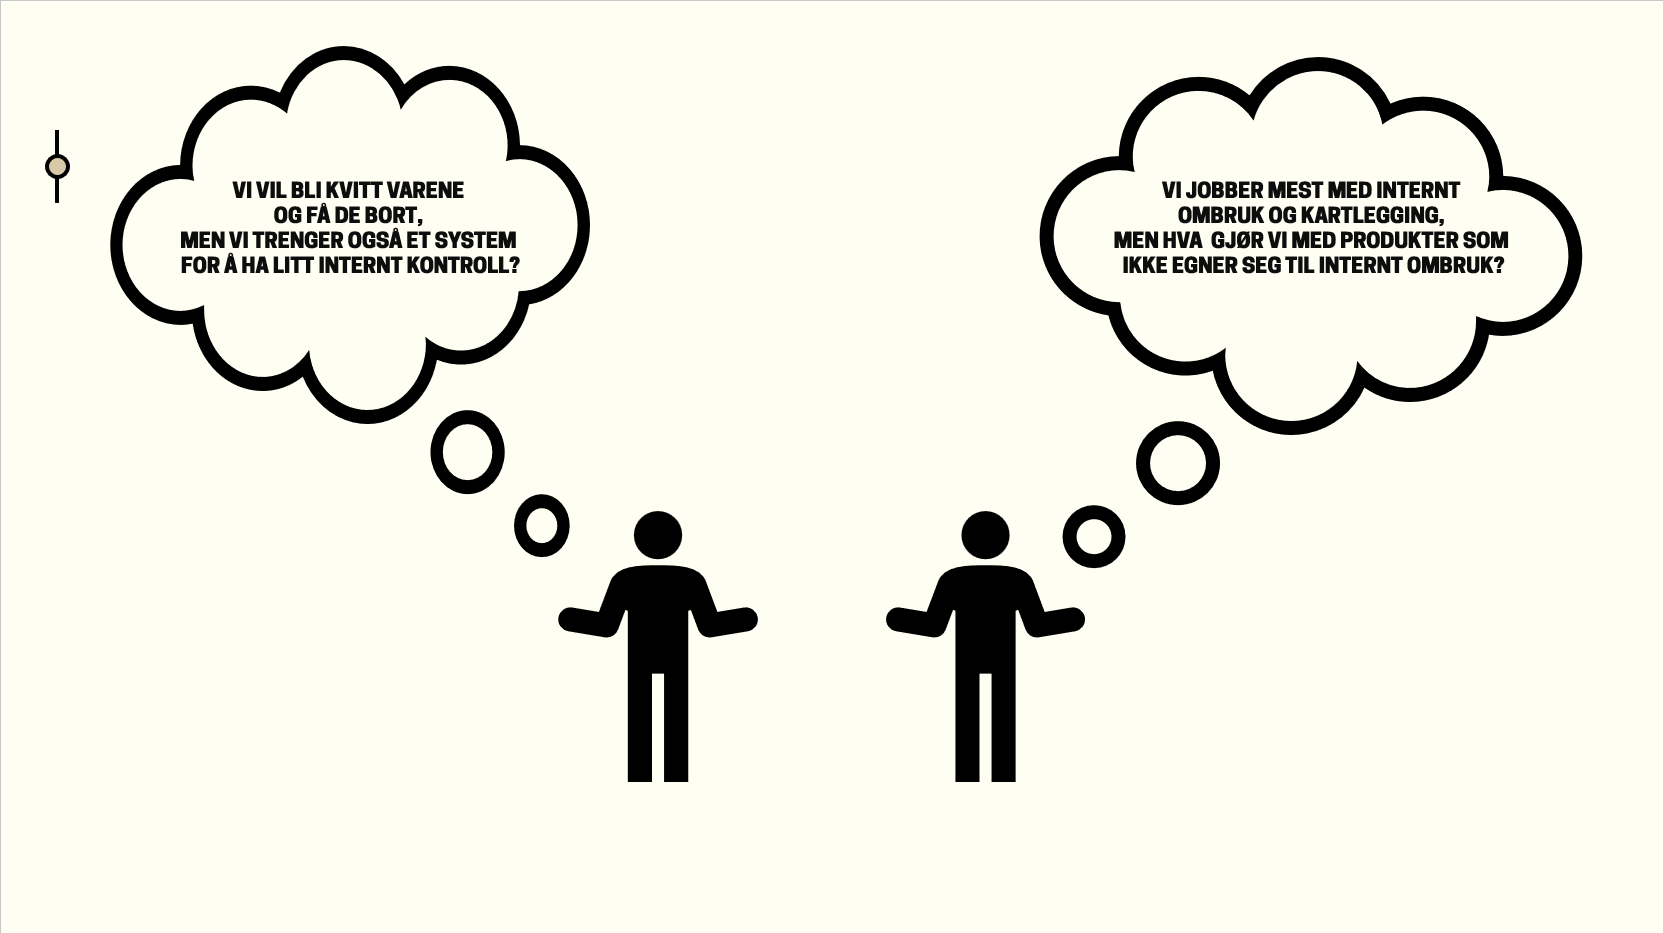 VI VIL BLI KVITT VARENE
OG FÅ DE BORT,
MEN VI TRENGER OGSÅ ET SYSTEM
FOR Å HA LITT INTERNT KONTROLL?
VI JOBBER MEST MED INTERNT
OMBRUK OG KARTLEGGING,
MEN HVA  GJØR VI MED PRODUKTER SOM
IKKE EGNER SEG TIL INTERNT OMBRUK?